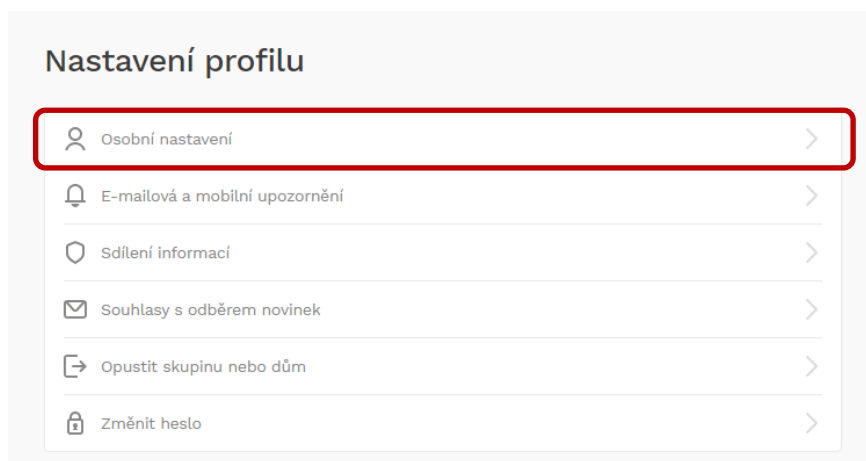 Nastavení profilu
Osobní nastavení
E-mailová a mobilní upozornění
Sdílení informací
Souhlasy s odběrem novinek
Opustit skupinu nebo dům
Změnit heslo